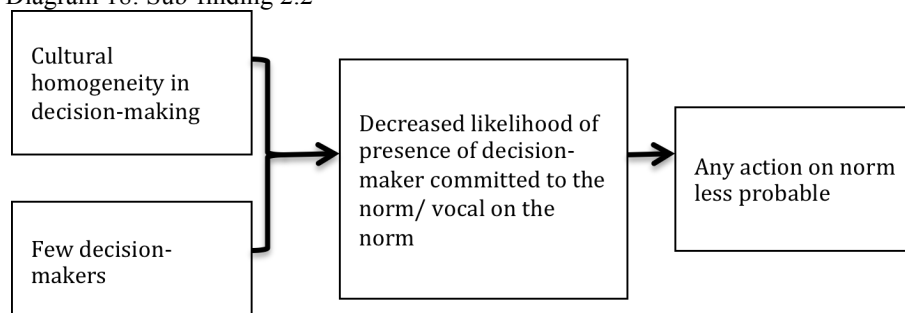 Diagram 16: Sub-finding 2.2
Cultural
homogeneity in
decision-making
Few decision-
makers
Decreased likelihood of
presence of decision-
maker committed to the
norm/ vocal on the
norm
Any action on norm
less probable